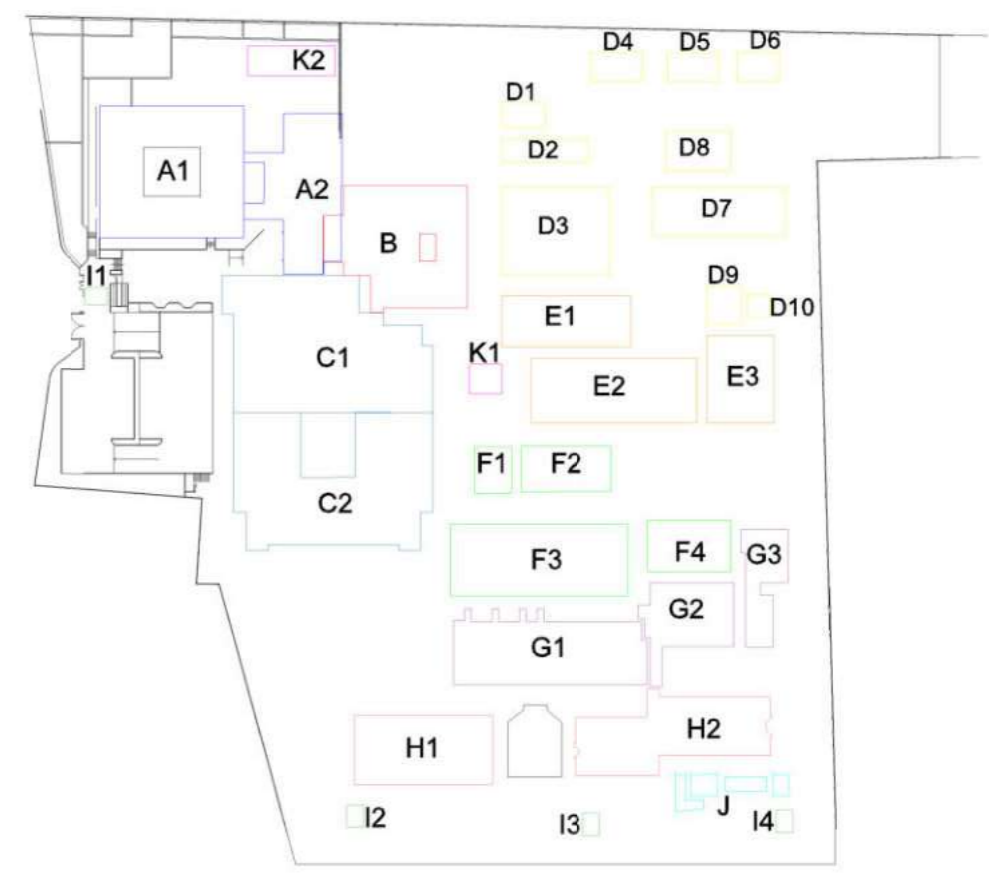 D4 D5 D6
K2
D1
D2 D8
A1
A2
D3 D7
B
I1 D9
D10
E1
C1 K1
E2 E3
F1 F2
C2
F3 F4 G3
G2
G1
H1 H2
I2 I3 J I4